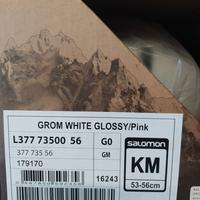 GROM WHITE GLOSSY/Pink
L377 73500 56 G0
377 735 56 GM
179170
salomon
KM
53-56cm
16243